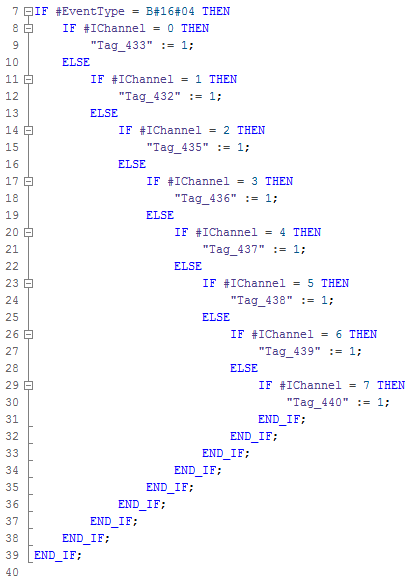 7 IF #EventType = B#16#04 THEN
8 IF #IChannel = 0 THEN
9 "Tag_433" := 1;
10 ELSE
11 IF #IChannel = 1 THEN
12 "Tag_432" := 1;
13 ELSE
14 IF #IChannel = 2 THEN
15 "Tag_435" := 1;
16 ELSE
17 IF #IChannel = 3 THEN
18 "Tag_436" := 1;
19 ELSE
20 IF #IChannel = 4 THEN
21 "Tag_437" := 1;
22 ELSE
23 IF #IChannel = 5 THEN
24 "Tag_438" := 1;
25 ELSE
26 IF #IChannel = 6 THEN
27 "Tag_439" := 1;
28 ELSE
29 IF #IChannel = 7 THEN
30 "Tag_440" := 1;
31 END_IF;
32 END_IF;
33 END_IF;
34 END_IF;
35 END_IF;
36 END_IF;
37 END_IF;
38 END_IF;
39 END_IF;
40